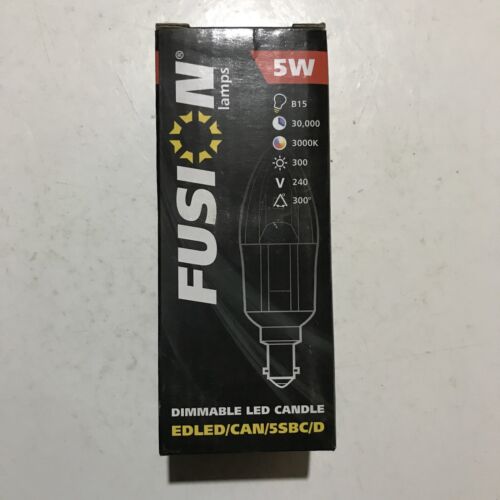 FUSION®
lamps
5W
B15
30,000
3000K
300
V 240
300°
DIMMABLE LED CANDLE
EDLED/CAN/5SBC/D